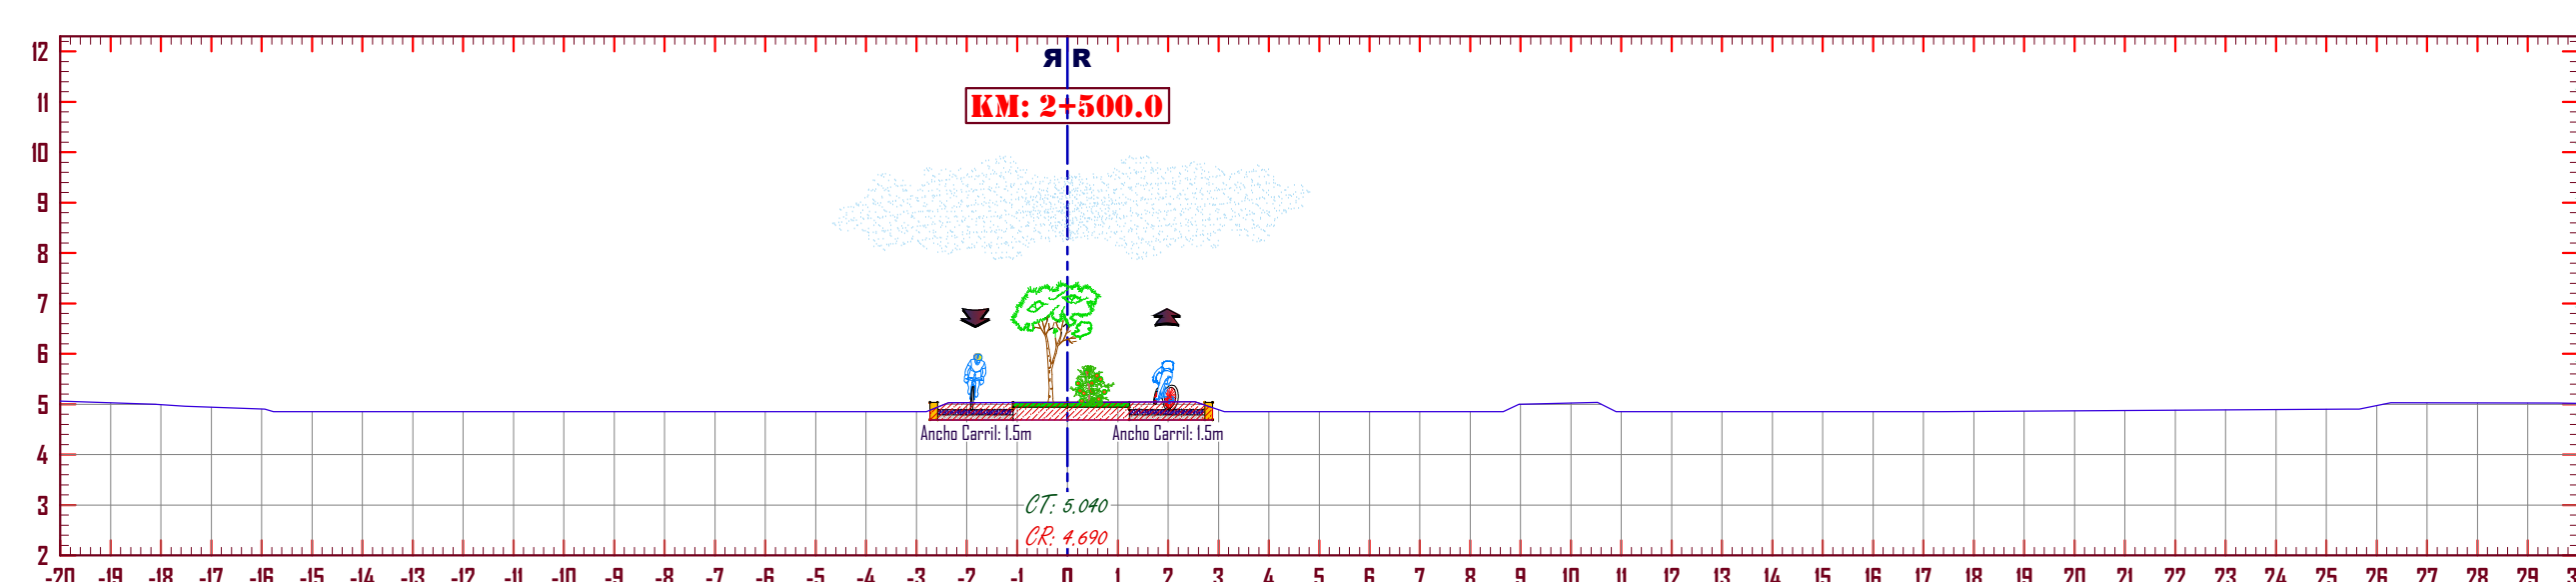 12
ЯR
11
KM: 2+500.0
10
9
8
7
6
5
Ancho Carril: 1.5m Ancho Carril: 1.5m
4
3
CT: 5.040
CR: 4.690
2
-20 -19 -18 -17 -16 -15 -14 -13 -12 -11 -10 -9 -8 -7 -6 -5 -4 -3 -2 -1 0 1 2 3 4 5 6 7 8 9 10 11 12 13 14 15 16 17 18 19 20 21 22 23 24 25 26 27 28 29